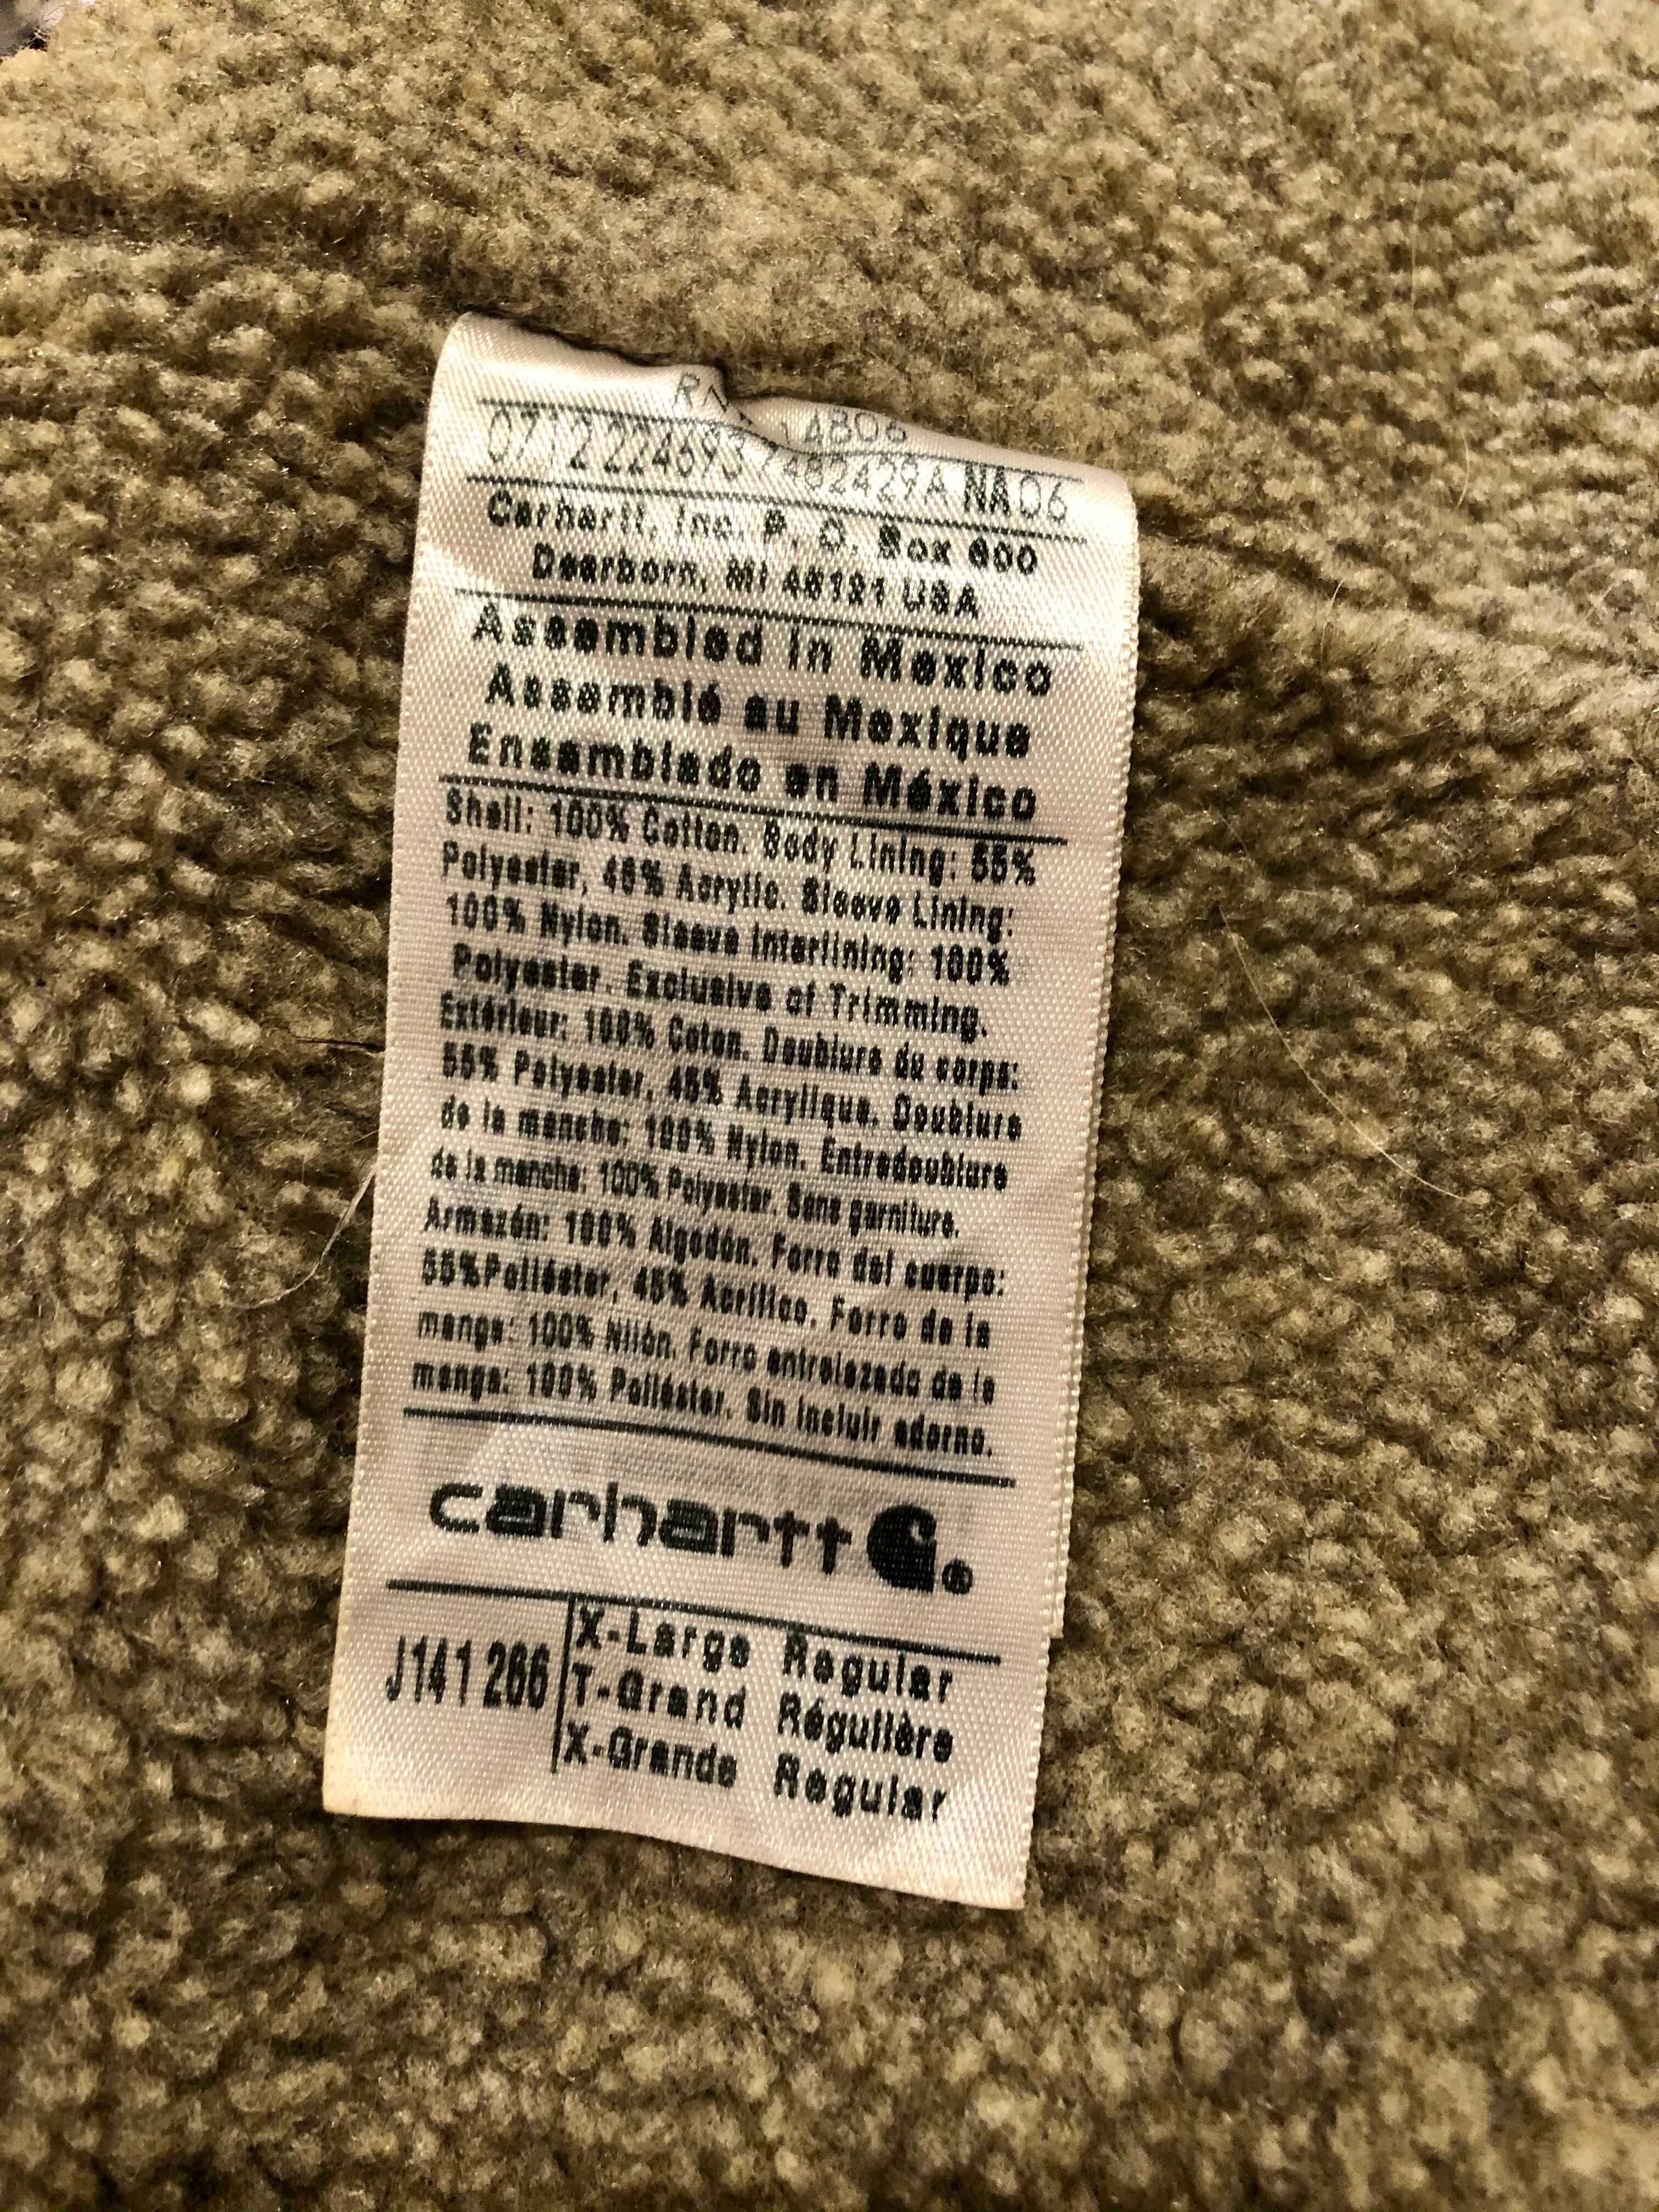 0712 224693 7482429A NA06
Carhartt, Inc. P. O. Box 600
Dearborn, MI 48121 USA
Assembled in Mexico
Assemblé au Mexique
Ensamblado en México
Shell: 100% Cotton. Body Lining: 55%
Polyester, 45% Acrylic. Sleeve Lining:
100% Nylon. Sleeve Interlining: 100%
Polyester. Exclusive of Trimming.
Extérieur: 100% Coton. Doublure du corps:
55% Polyester, 45% Acrylique. Doublure
de la manche: 100% Nylon. Entredoublure
de la manche: 100% Polyester. Sans garniture.
Armazón: 100% Algodón. Forro del cuerpo:
55%Poliéster, 45% Acrílico. Forro de la
manga: 100% Nilón. Forro entrelazado de la
manga: 100% Poliéster. Sin incluir adorno.
carhartt
J141 266
X-Large Regular
T-Grand Régulière
X-Grande Regular